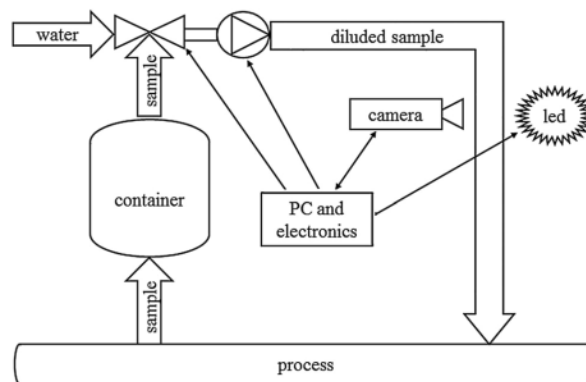 water
diluded sample
sample
camera
led
container
PC and
electronics
sample
process